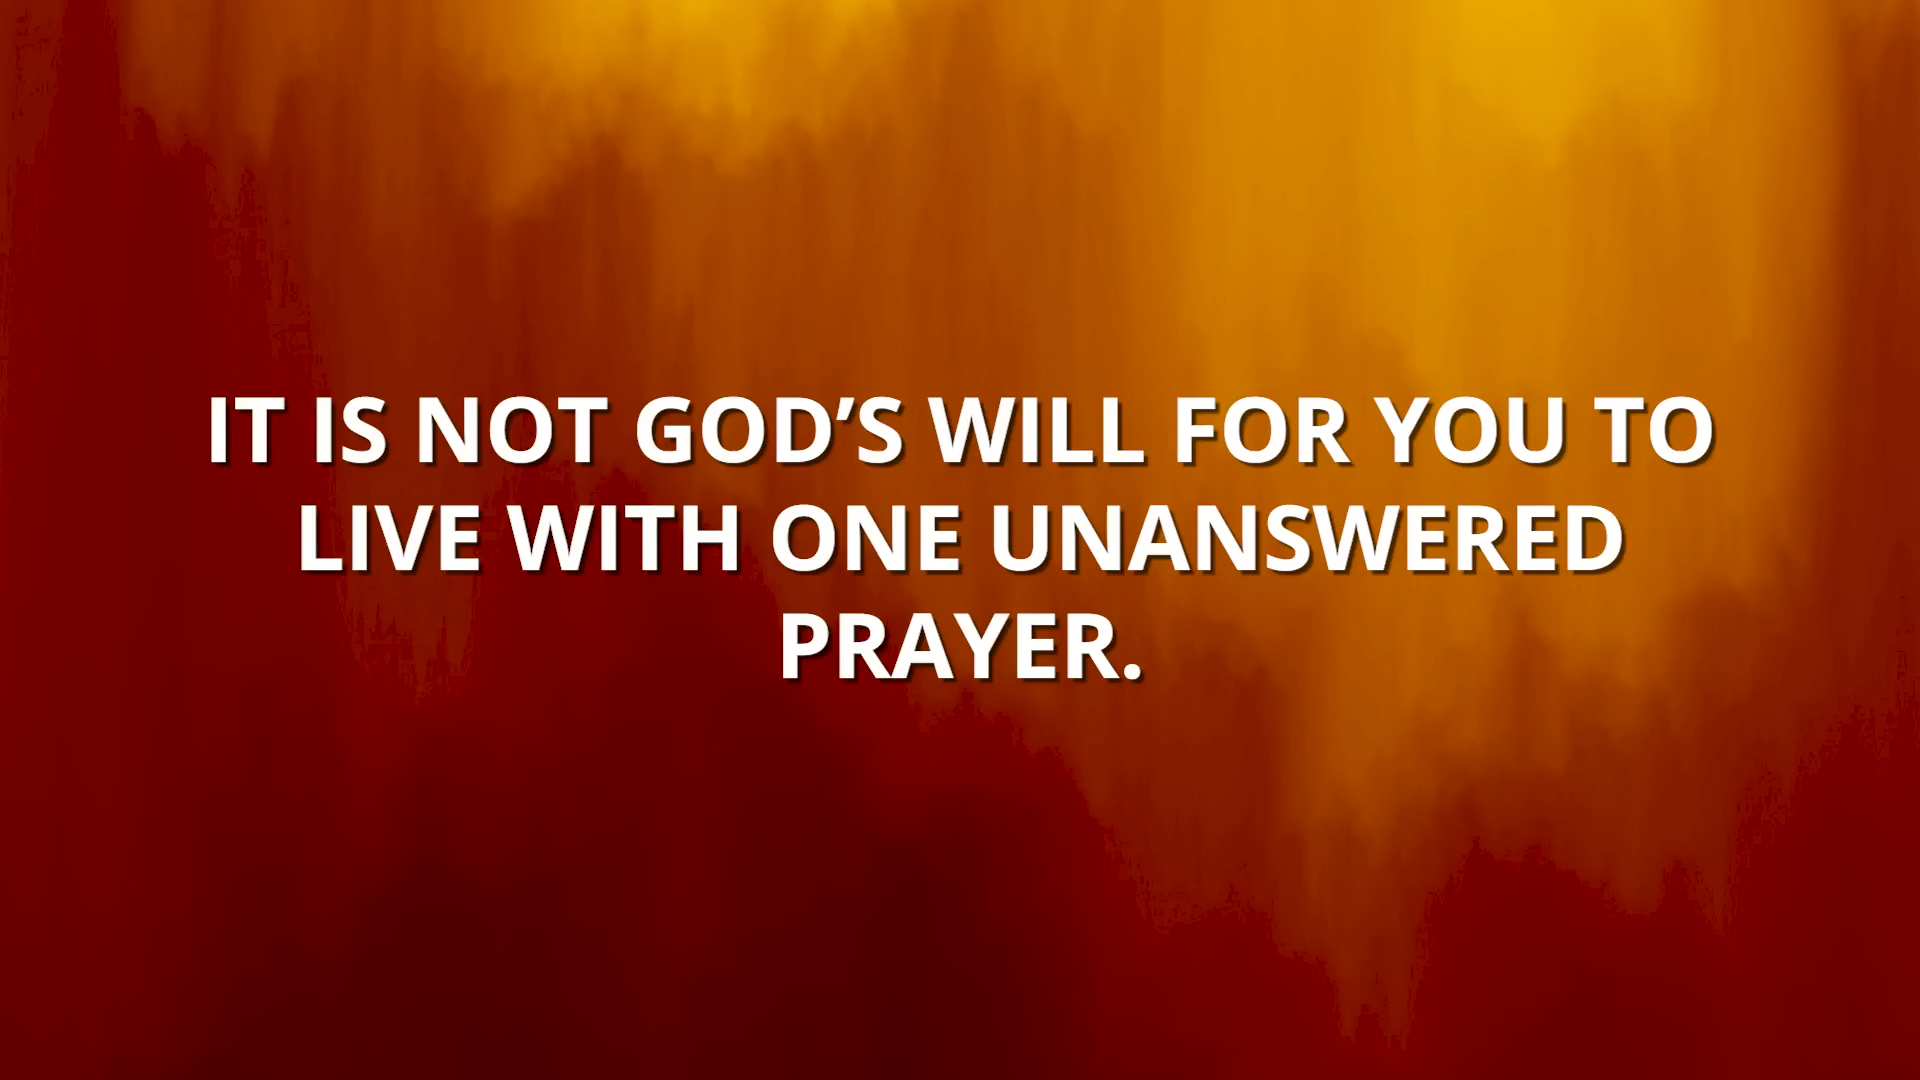 IT IS NOT GOD’S WILL FOR YOU TO
LIVE WITH ONE UNANSWERED
PRAYER.